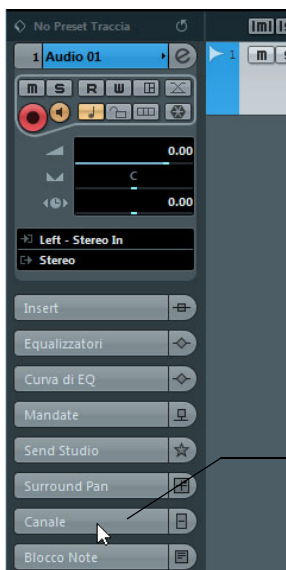 No Preset Traccia
1 Audio 01 e
m S R W
0.00
C
0.00
Left - Stereo In
Stereo
Insert
Equalizzatori
Curva di EQ
Mandate
Send Studio
Surround Pan
Canale
Blocco Note
m
1 m